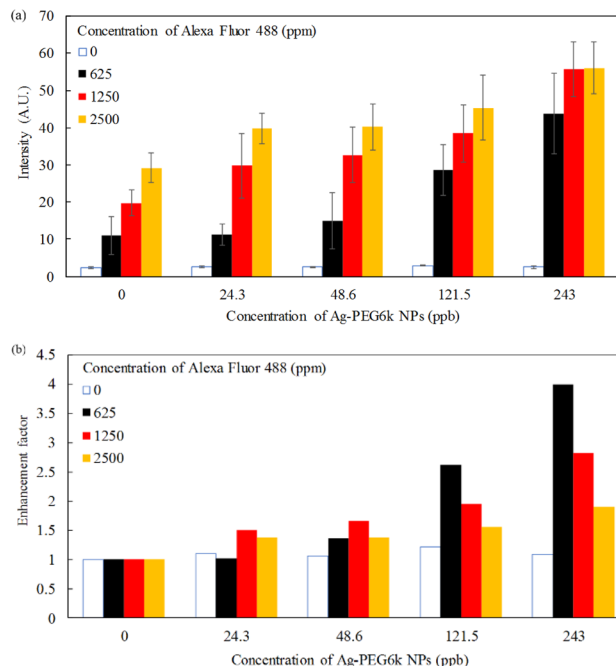 (a)
70
60
50
40
30
20
10
0
Intensity (A.U.)
Concentration of Alexa Fluor 488 (ppm)
0
625
1250
2500
0 24.3 48.6 121.5 243
Concentration of Ag-PEG6k NPs (ppb)
(b)
4.5
4
3.5
3
2.5
2
1.5
1
0.5
0
Enhancement factor
Concentration of Alexa Fluor 488 (ppm)
0
625
1250
2500
0 24.3 48.6 121.5 243
Concentration of Ag-PEG6k NPs (ppb)